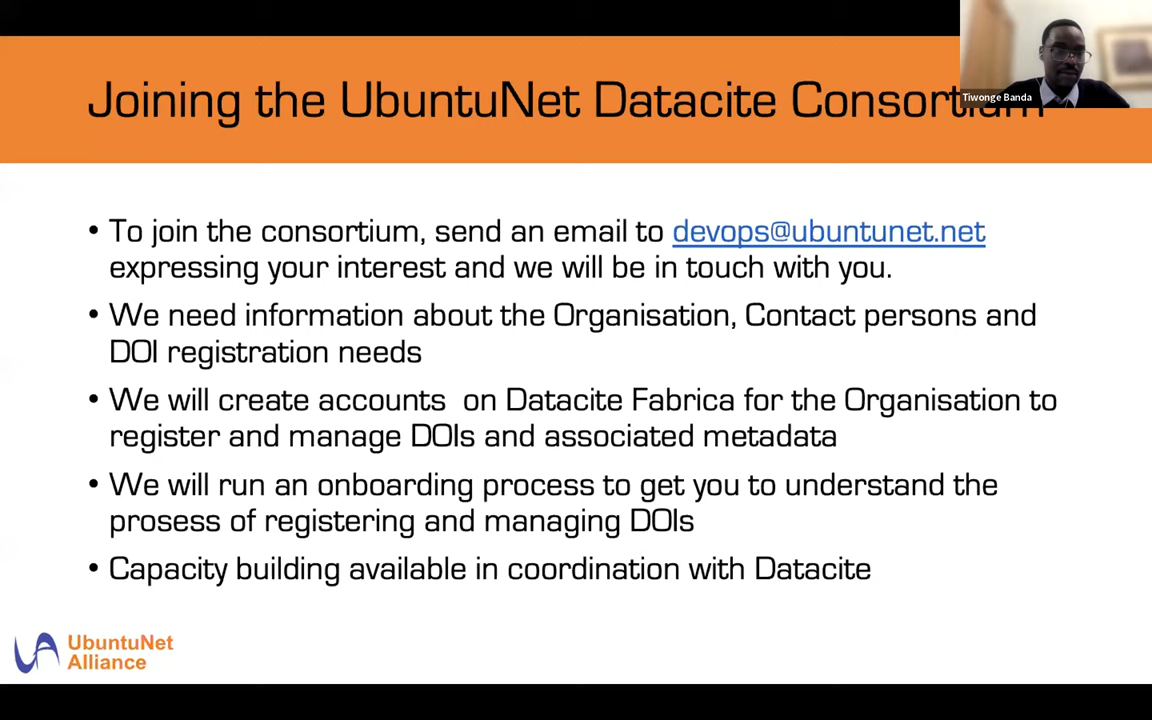 Joining the UbuntuNet Datacite Consortium
Tiwonge Banda
• To join the consortium, send an email to devops@ubuntunet.net
expressing your interest and we will be in touch with you.
• We need information about the Organisation, Contact persons and
DOI registration needs
• We will create accounts  on Datacite Fabrica for the Organisation to
register and manage DOIs and associated metadata
• We will run an onboarding process to get you to understand the
prosess of registering and managing DOIs
• Capacity building available in coordination with Datacite
UbuntuNet
Alliance